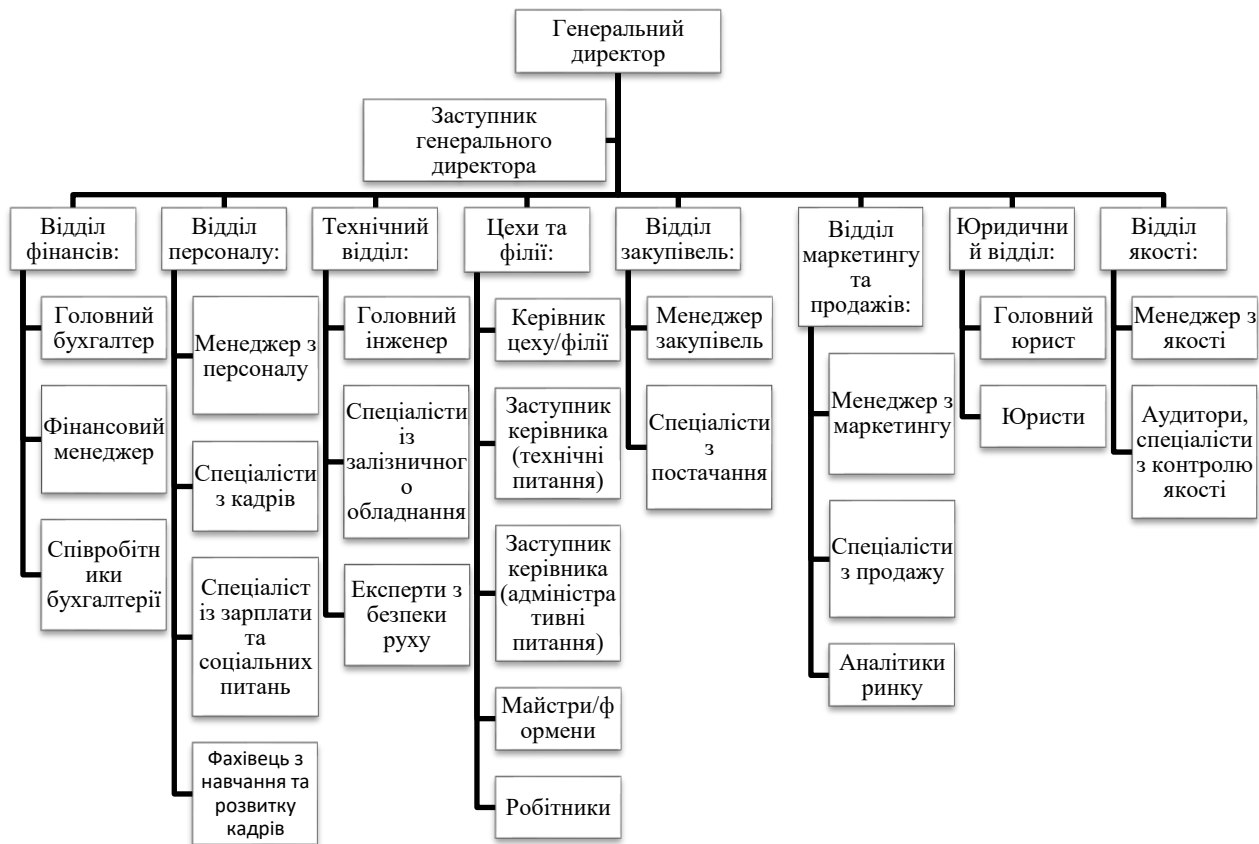 Генеральний
директор
Заступник
генерального
директора
Відділ
фінансів:
Головний
бухгалтер
Фінансовий
менеджер
Співробітн
ики
бухгалтерії
Відділ
персоналу:
Менеджер з
персоналу
Спеціалісти
з кадрів
Спеціаліст
із зарплати
та
соціальних
питань
Фахівець з
навчання та
розвитку
кадрів
Технічний
відділ:
Головний
інженер
Спеціалісти
із
залізничног
о
обладнання
Експерти з
безпеки
руху
Цехи та
філії:
Керівник
цеху/філії
Заступник
керівника
(технічні
питання)
Заступник
керівника
(адміністра
тивні
питання)
Майстри/ф
ормени
Робітники
Відділ
закупівель:
Менеджер
закупівель
Спеціалісти
з
постачання
Відділ
маркетингу
та
продажів:
Менеджер з
маркетингу
Спеціалісти
з продажу
Аналітики
ринку
Юридични
й відділ:
Головний
юрист
Юристи
Відділ
якості:
Менеджер з
якості
Аудитори,
спеціалісти
з контролю
якості